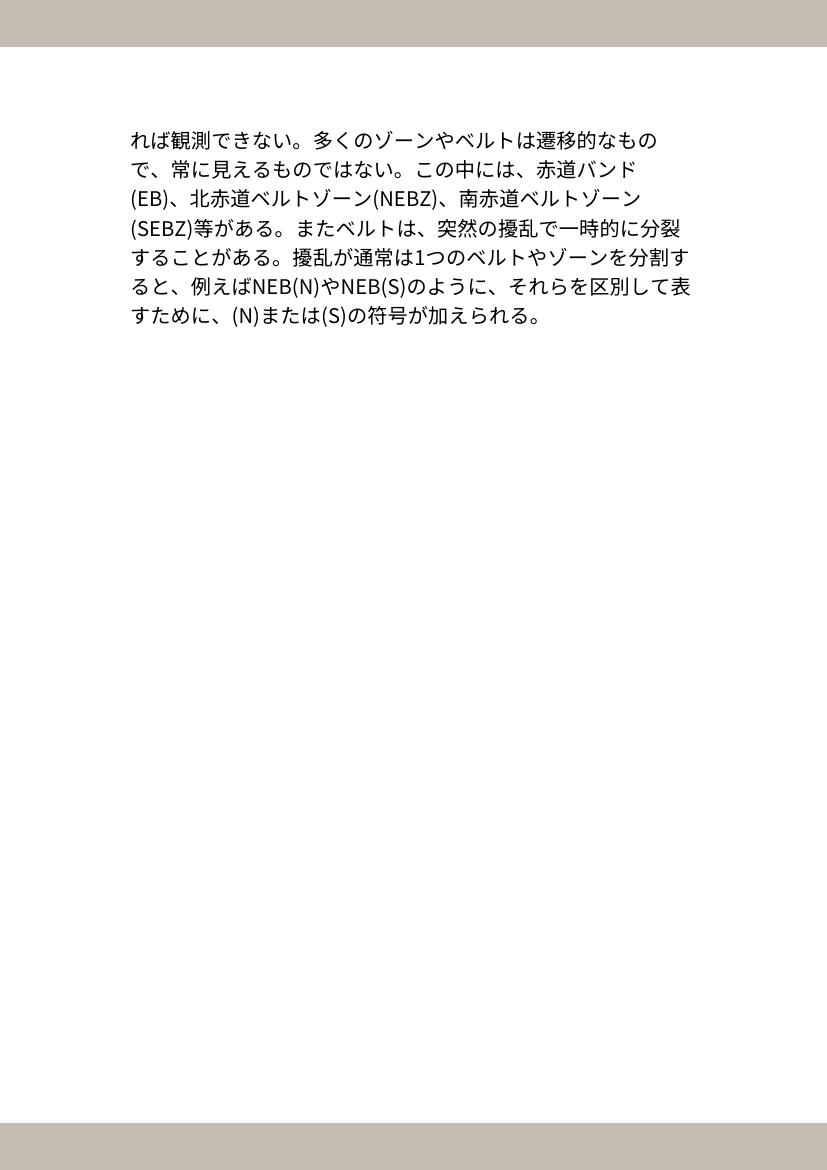 れば観測できない。多くのゾーンやベルトは遷移的なもの
で、常に見えるものではない。この中には、赤道バンド
(EB)、北赤道ベルトゾーン(NEBZ)、南赤道ベルトゾーン
(SEBZ)等がある。またベルトは、突然の擾乱で一時的に分裂
することがある。擾乱が通常は1つのベルトやゾーンを分割す
ると、例えばNEB(N)やNEB(S)のように、それらを区別して表
すために、(N)または(S)の符号が加えられる。